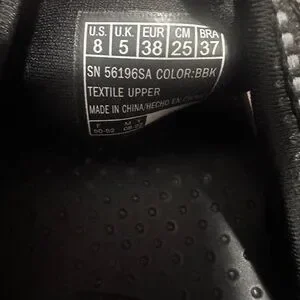 U.S. U.K. EUR CM BRA
8 5 38 25 37
SN 56196SA COLOR:BBK
TEXTILE UPPER
MADE IN CHINA/HECHO EN CHINA
F M Y